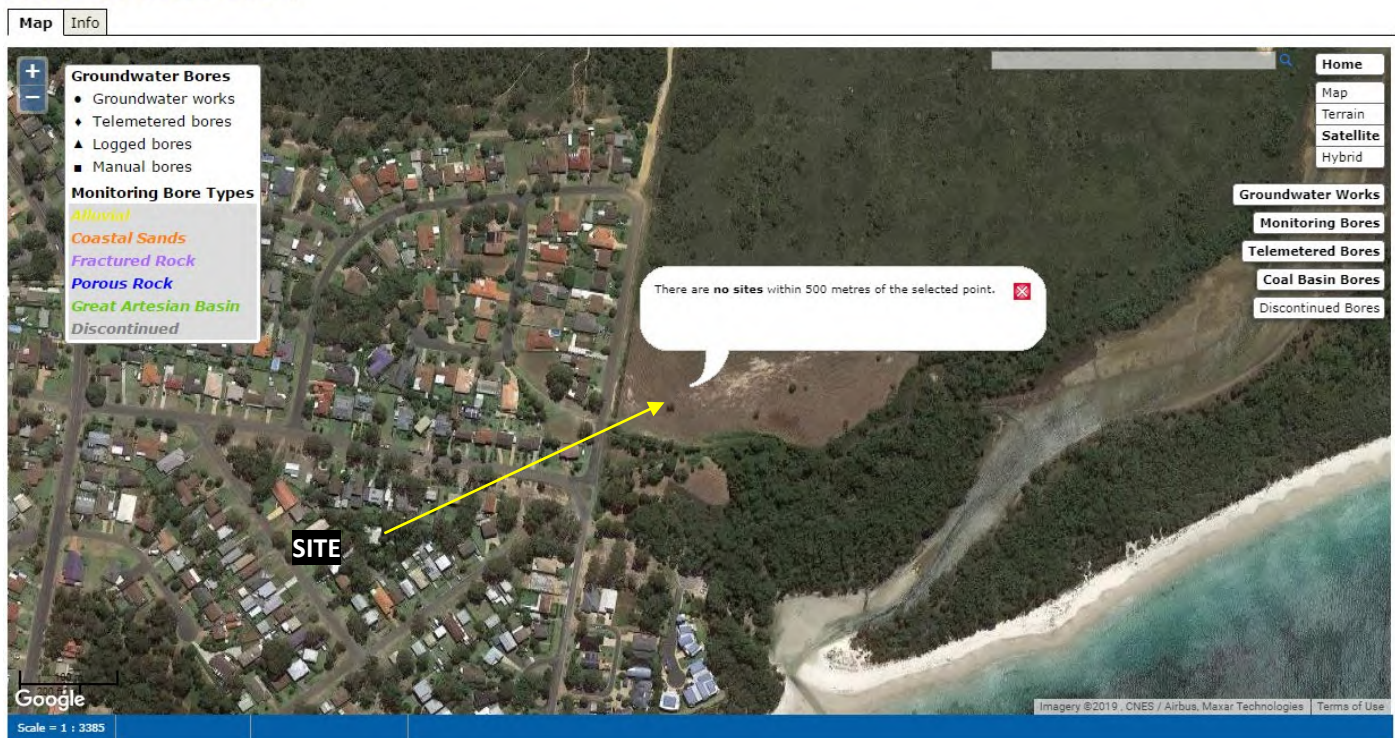 Map Info
+
−
Groundwater Bores
Groundwater works
Telemetered bores
Logged bores
Manual bores
Monitoring Bore Types
Alluvial
Coastal Sands
Fractured Rock
Porous Rock
Great Artesian Basin
Discontinued
Home
Map
Terrain
Satellite
Hybrid
Groundwater Works
Monitoring Bores
Telemetered Bores
Coal Basin Bores
Discontinued Bores
There are no sites within 500 metres of the selected point.
SITE
Google
Imagery ©2019 , CNES / Airbus, Maxar Technologies Terms of Use
Scale = 1 : 3385